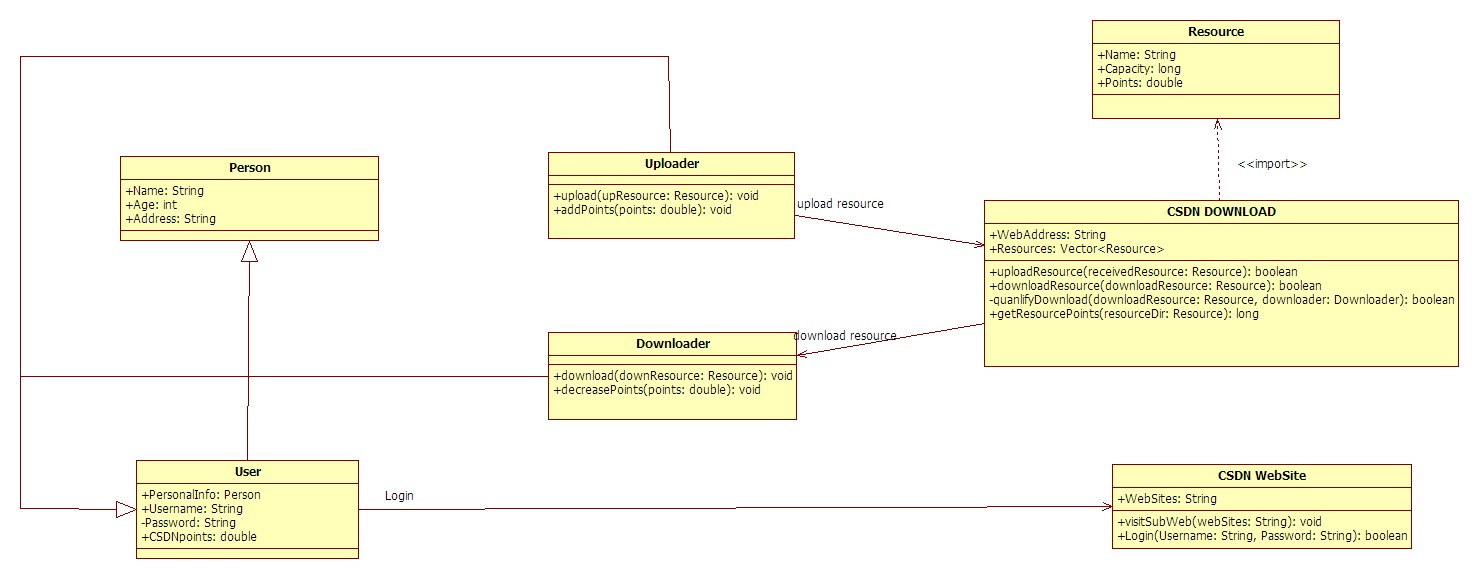 Resource
+Name: String
+Capacity: long
+Points: double
<<import>>
Person
+Name: String
+Age: int
+Address: String
Uploader
+upload(upResource: Resource): void
+addPoints(points: double): void
upload resource
CSDN DOWNLOAD
+WebAddress: String
+Resources: Vector<Resource>
+uploadResource(receivedResource: Resource): boolean
+downloadResource(downloadResource: Resource): boolean
-quanlifyDownload(downloadResource: Resource, downloader: Downloader): boolean
+getResourcePoints(resourceDir: Resource): long
download resource
Downloader
+download(downResource: Resource): void
+decreasePoints(points: double): void
User
+PersonalInfo: Person
+Username: String
-Password: String
+CSDNpoints: double
Login
CSDN WebSite
+WebSites: String
+visitSubWeb(webSites: String): void
+Login(Username: String, Password: String): boolean